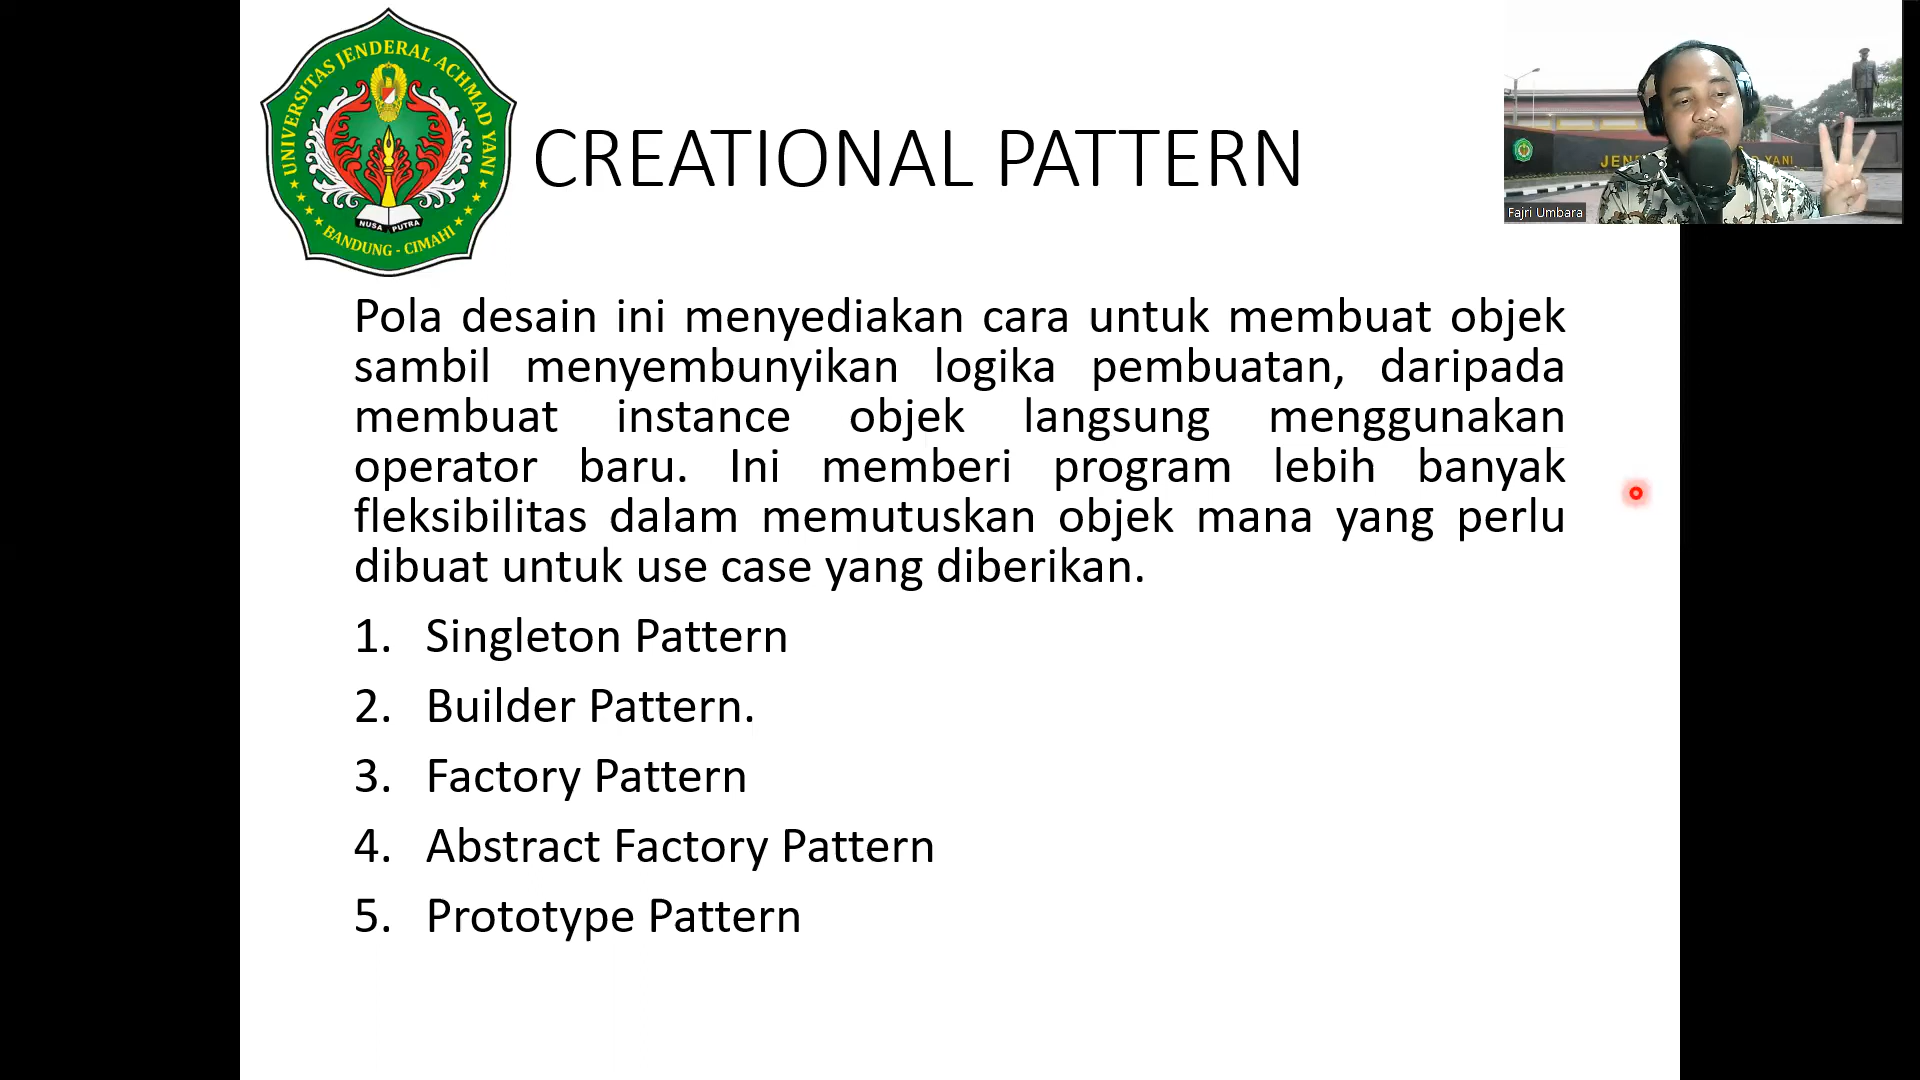 UNIVERSITAS JENDERAL ACHMAD YANI
NUSA PUTRA
BANDUNG - CIMAHI
CREATIONAL PATTERN
YANI
Fajri Umbara
Pola desain ini menyediakan cara untuk membuat objek
sambil menyembunyikan logika pembuatan, daripada
membuat instance objek langsung menggunakan
operator baru. Ini memberi program lebih banyak
fleksibilitas dalam memutuskan objek mana yang perlu
dibuat untuk use case yang diberikan.
1. Singleton Pattern
2. Builder Pattern.
3. Factory Pattern
4. Abstract Factory Pattern
5. Prototype Pattern